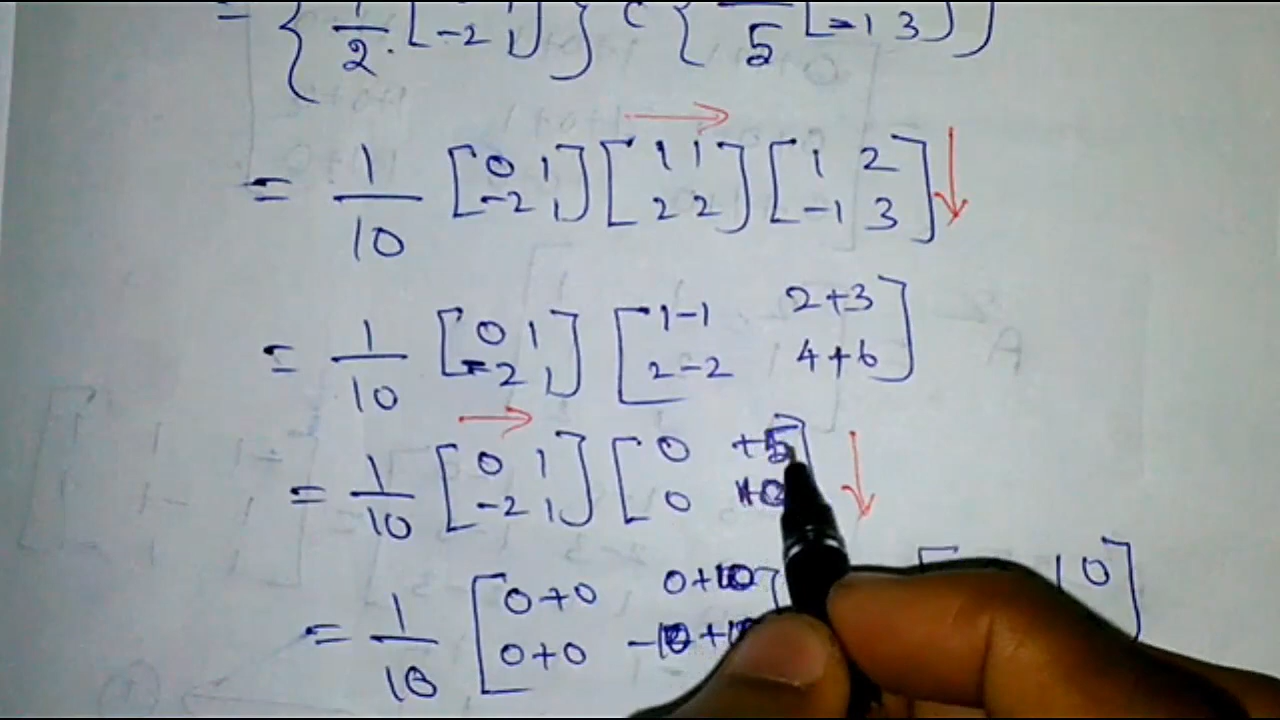 = { 1/2 . [ -2 1 ] } C { 5 [ -1 3 ] }
= 1/10 [ 0 1 ] [ 1 1 ] [ 1 2 ]
[ -2 1 ] [ 2 2 ] [ -1 3 ]
= 1/10 [ 0 1 ] [ 1-1 2+3 ]
[ -2 1 ] [ 2-2 4+6 ]
= 1/10 [ 0 1 ] [ 0 +5 ]
[ -2 1 ] [ 0 10 ]
= 1/10 [ 0+0 0+10 ] [ 10 ]
[ 0+0 -10+10